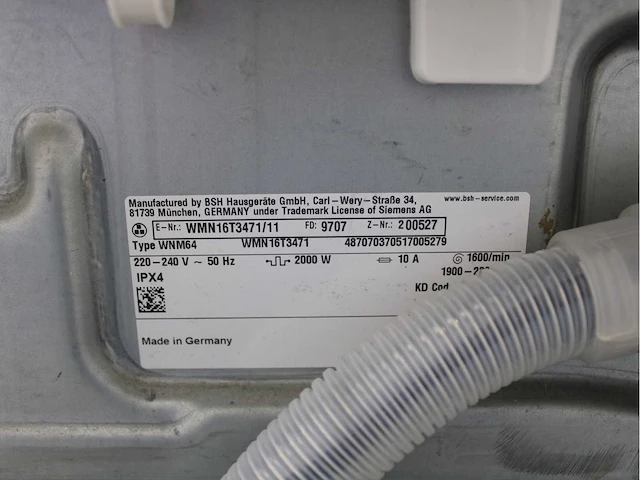 Manufactured by BSH Hausgeräte GmbH, Carl-Wery-Straße 34,
81739 München, GERMANY under Trademark License of Siemens AG
www.bsh-service.com
E-Nr.: WMN16T3471/11 FD: 9707 Z-Nr.: 200527
Type WNM64 WMN16T3471 487070370517005279
220-240 V ~ 50 Hz 2000 W 10 A 1600/min
IPX4 1900-22
KD Cod
Made in Germany